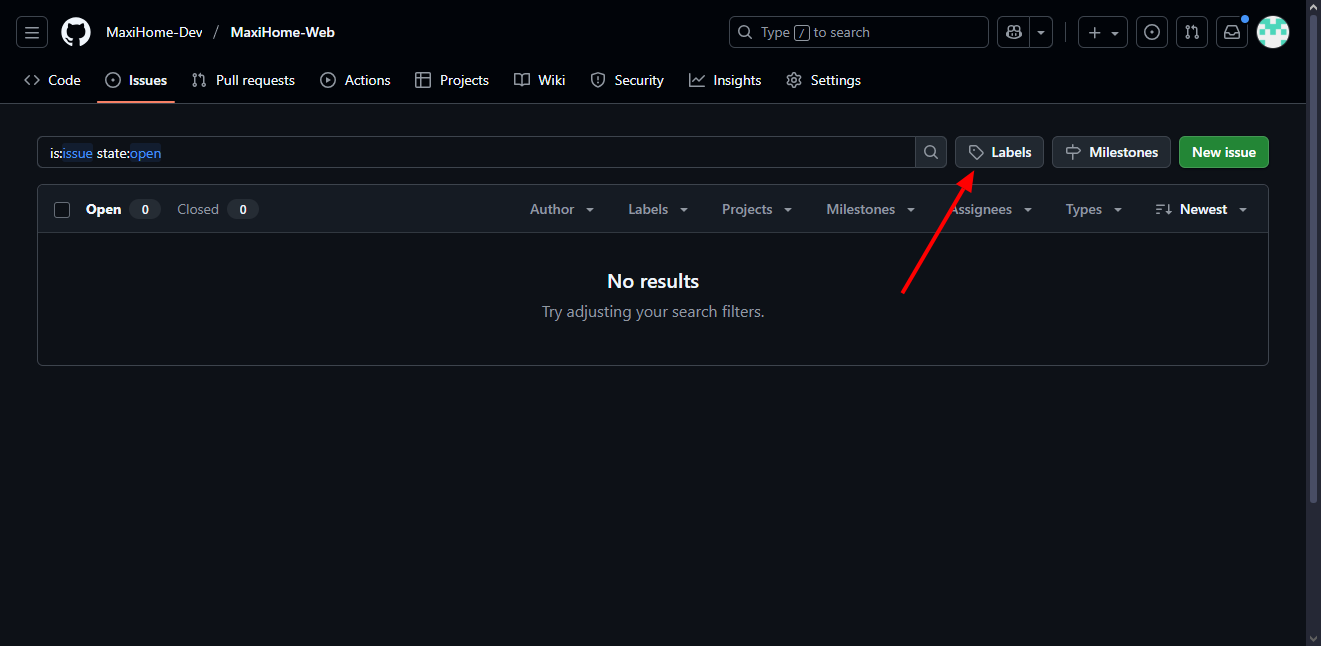 MaxiHome-Dev / MaxiHome-Web Type / to search
Code Issues Pull requests Actions Projects Wiki Security Insights Settings
is:issue state:open Labels Milestones New issue
Open 0 Closed 0 Author Labels Projects Milestones Assignees Types Newest
No results
Try adjusting your search filters.